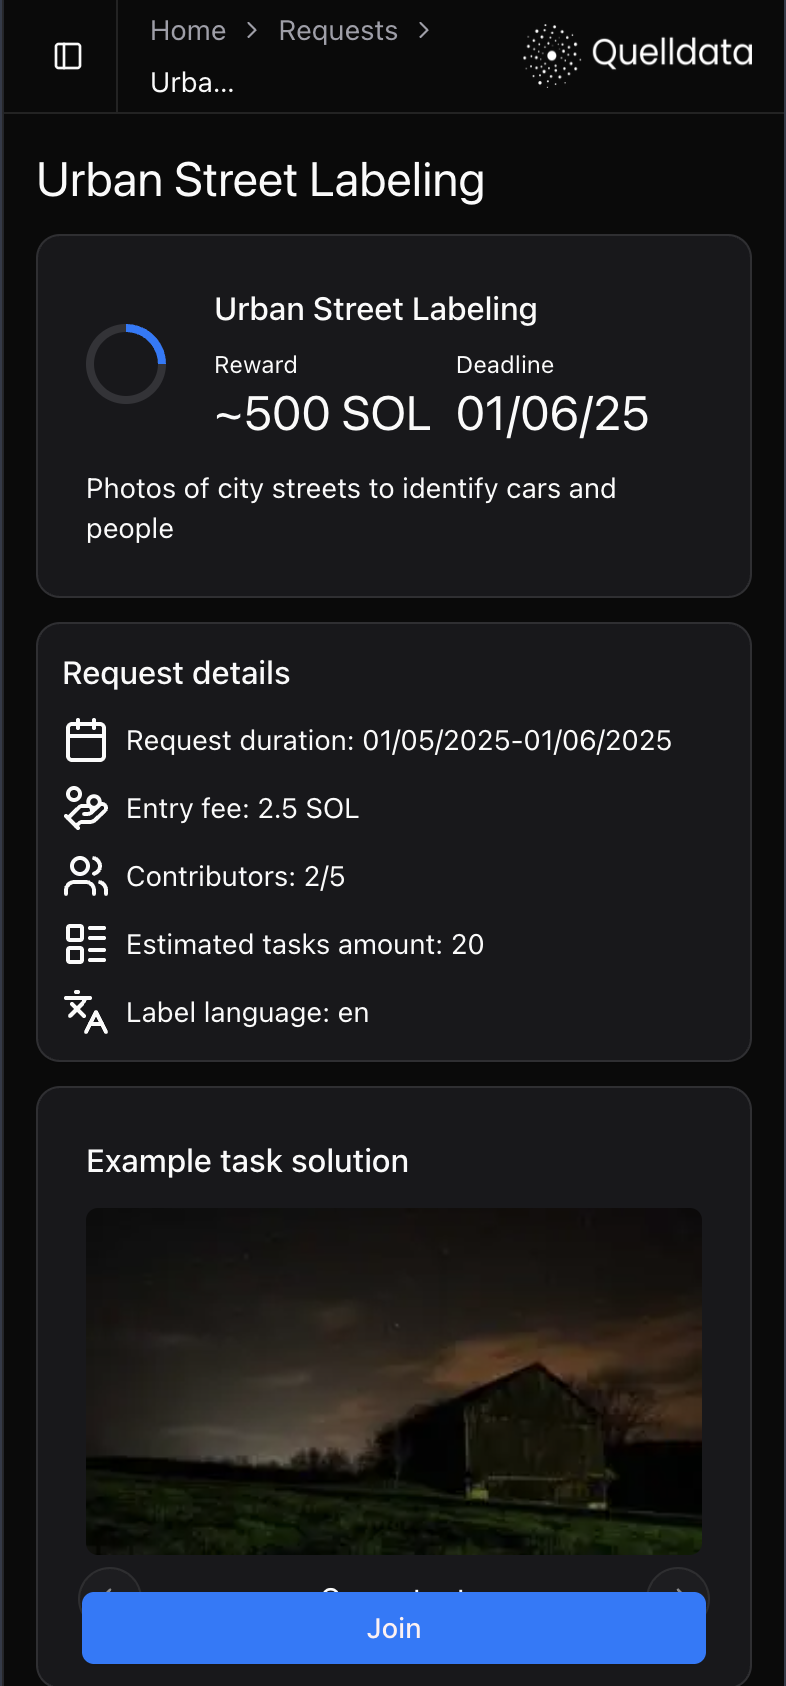 Home > Requests >
Urba...
Quelldata
Urban Street Labeling
Urban Street Labeling
Reward
Deadline
~500 SOL
01/06/25
Photos of city streets to identify cars and
people
Request details
Request duration: 01/05/2025-01/06/2025
Entry fee: 2.5 SOL
Contributors: 2/5
Estimated tasks amount: 20
Label language: en
Example task solution
Join